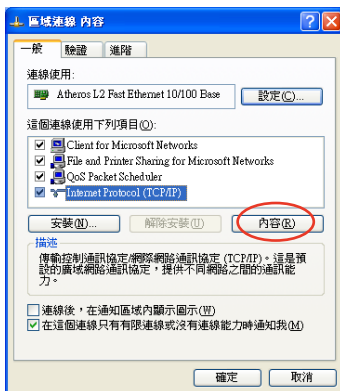 區域連線 內容
一般 驗證 進階
連線使用:
Atheros L2 Fast Ethernet 10/100 Base 設定(C)...
這個連線使用下列項目(O):
Client for Microsoft Networks
File and Printer Sharing for Microsoft Networks
QoS Packet Scheduler
Internet Protocol (TCP/IP)
安裝(N)... 解除安裝(U) 內容(R)
描述
傳輸控制通訊協定/網際網路通訊協定 (TCP/IP)。這是預
設的廣域網路通訊協定，提供不同網路之間的通訊能
力。
連線後，在通知區域內顯示圖示(W)
在這個連線只有有限連線或沒有連線能力時通知我(M)
確定 取消